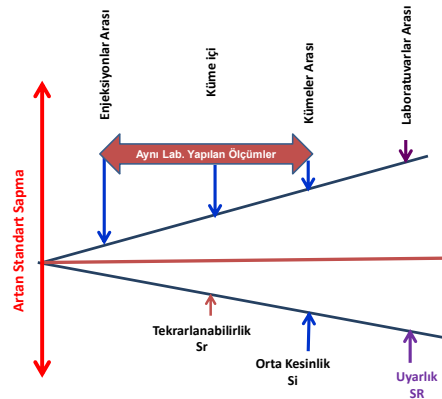 Enjeksiyonlar Arası
Küme içi
Kümeler Arası
Laboratuvarlar Arası
Aynı Lab. Yapılan Ölçümler
Artan Standart Sapma
Tekrarlanabilirlik
Sr
Orta Kesinlik
Si
Uyarlık
SR